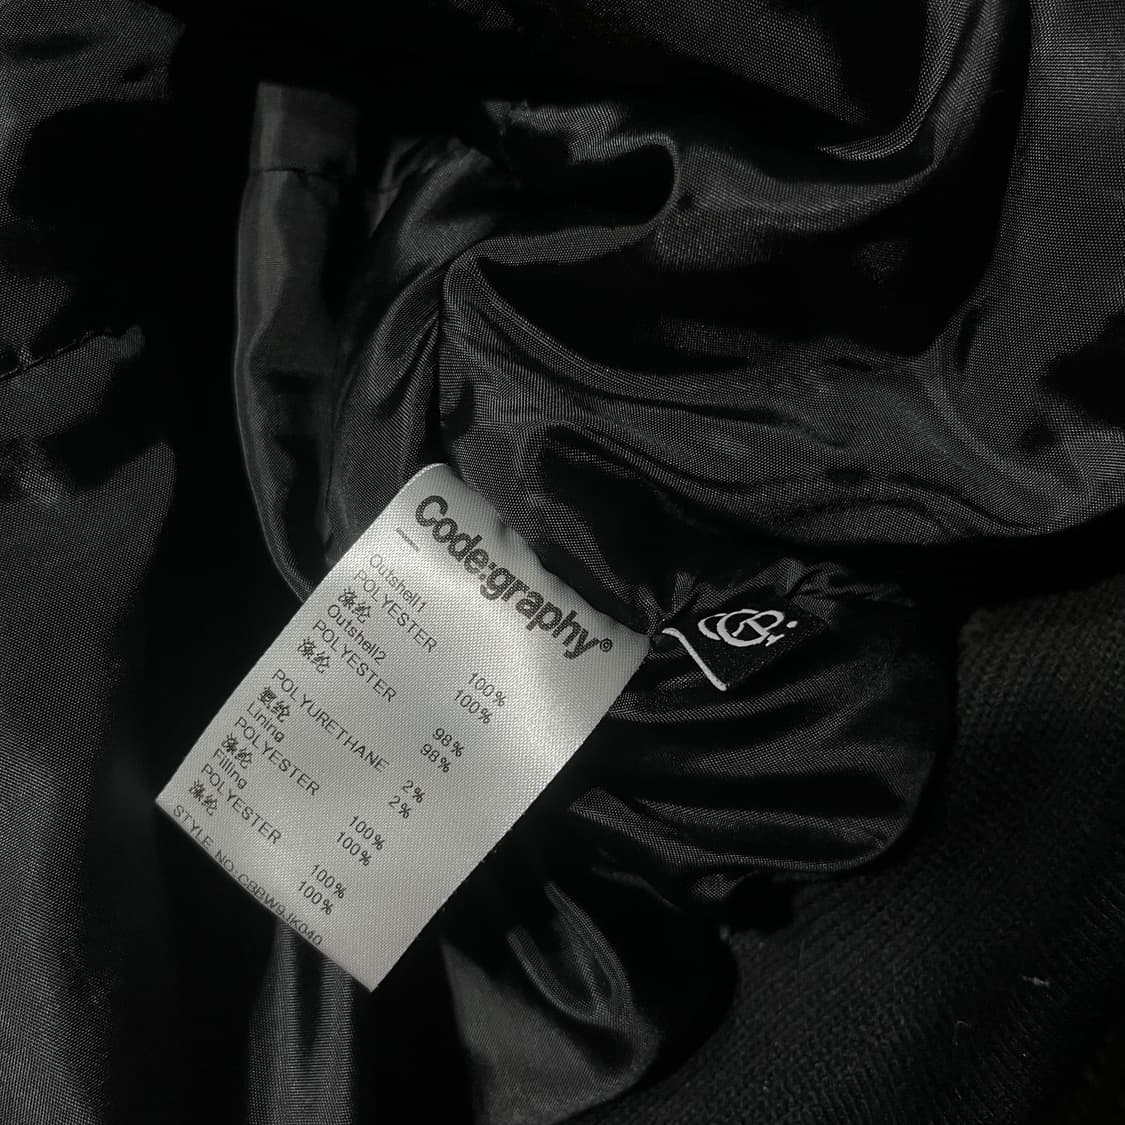 Code:graphy®
Outshell1
POLYESTER 100%
涤纶 100%
Outshell2
POLYESTER 98%
涤纶 98%
POLYURETHANE 2%
氨纶 2%
Lining
POLYESTER 100%
涤纶 100%
Filling
POLYESTER 100%
涤纶 100%
STYLE NO:CBBW9JK040